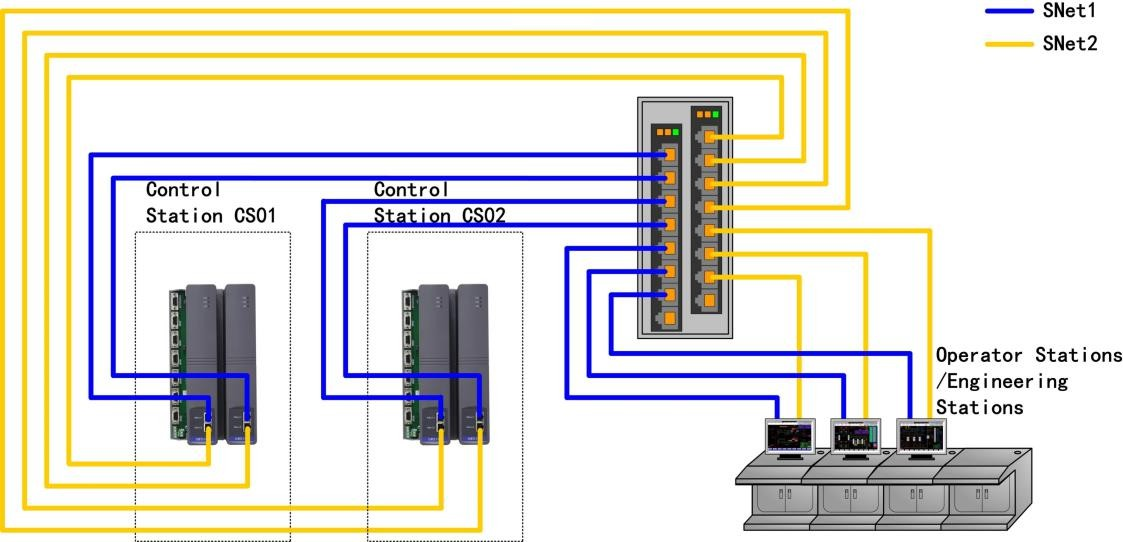 SNet1
SNet2
Control
Station CS01
Control
Station CS02
Operator Stations
/Engineering
Stations